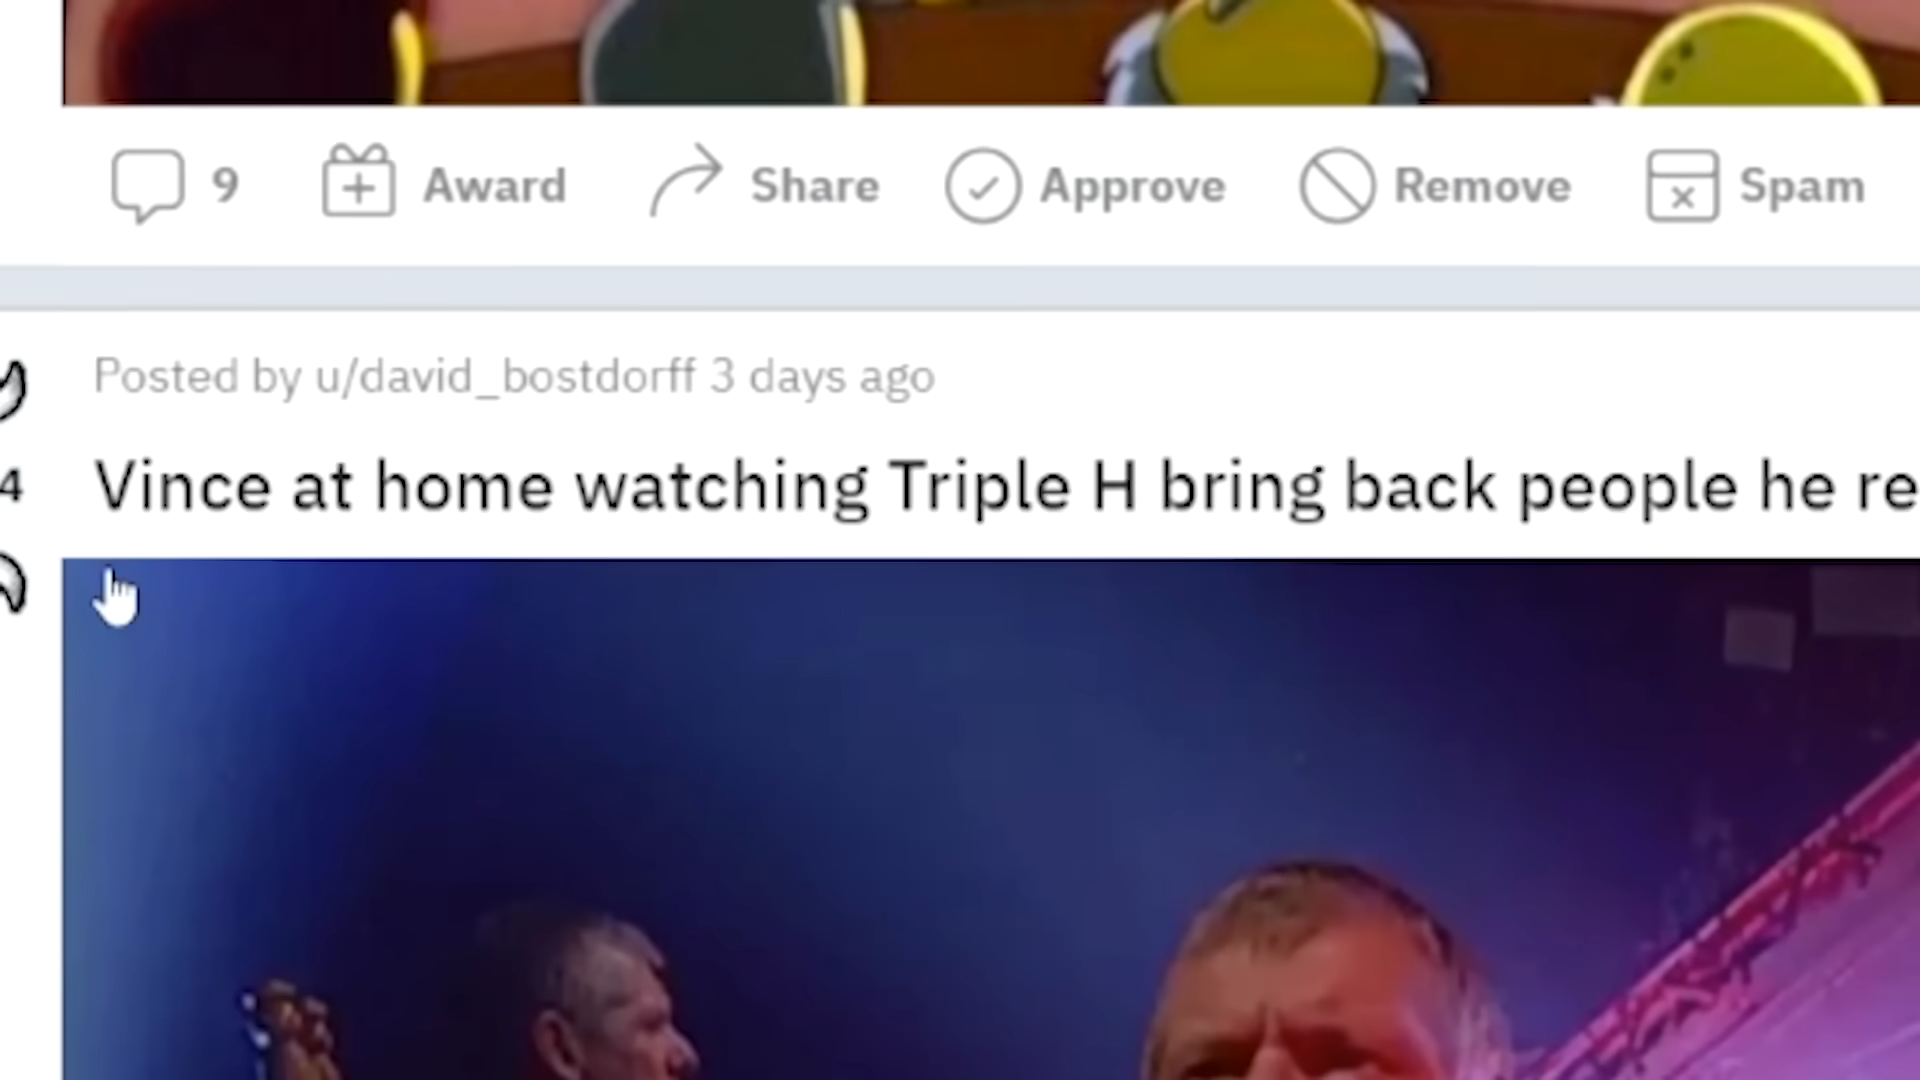 9 Award Share Approve Remove Spam
Posted by u/david_bostdorff 3 days ago
4
Vince at home watching Triple H bring back people he re